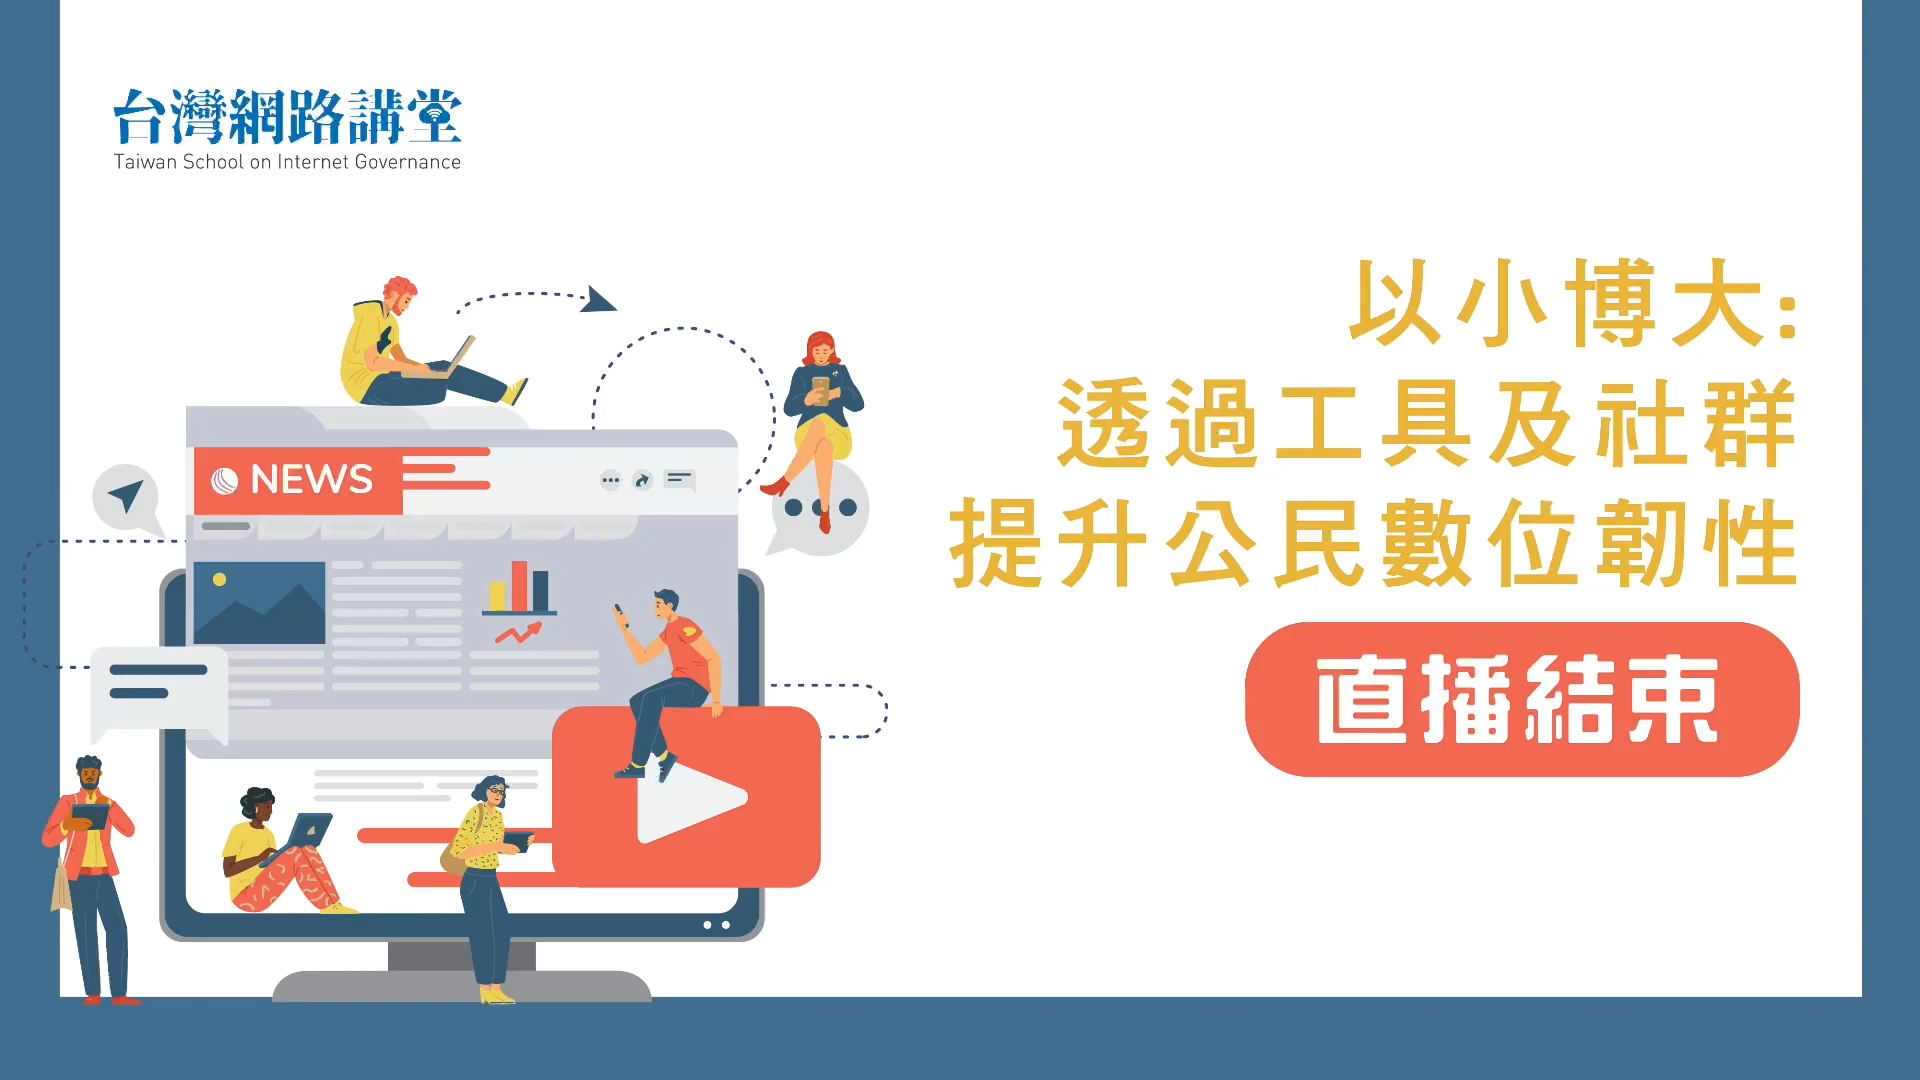 台灣網路講堂
Taiwan School on Internet Governance
以小博大:
透過工具及社群
提升公民數位韌性
直播結束
NEWS